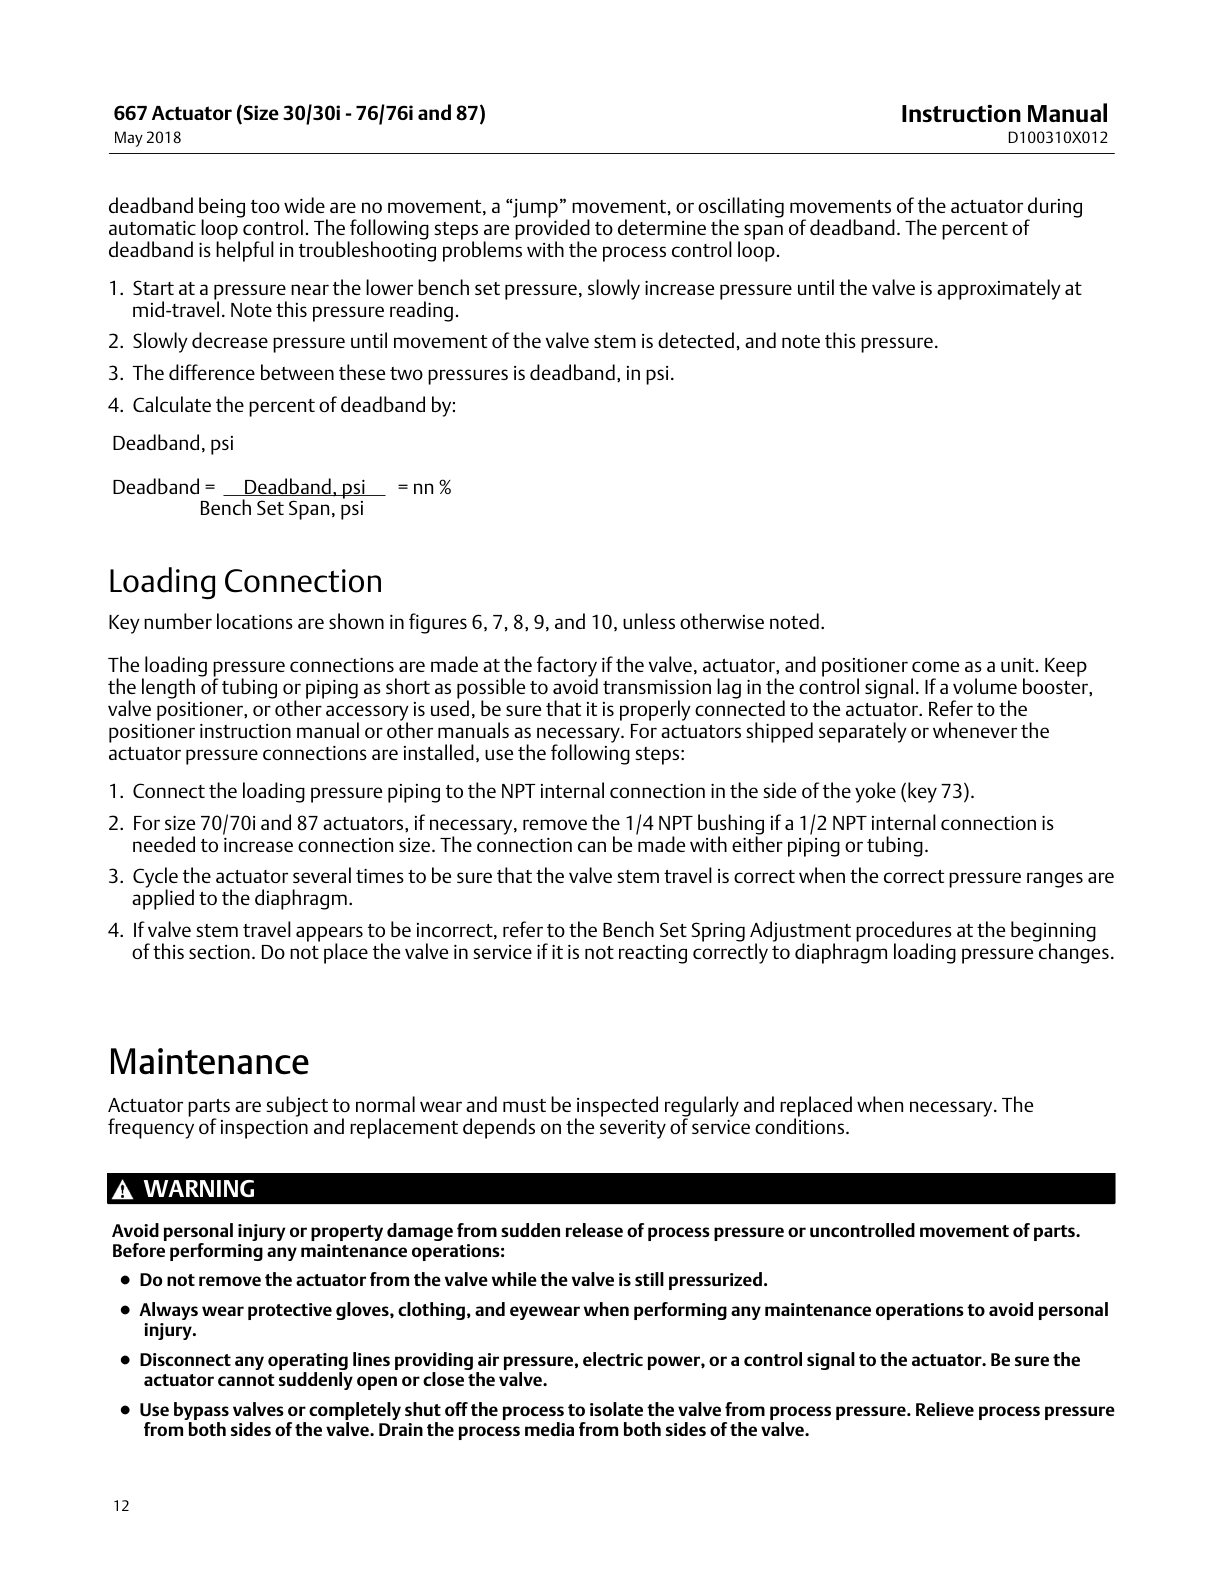 667 Actuator (Size 30/30i - 76/76i and 87)
Instruction Manual
May 2018
D100310X012
deadband being too wide are no movement, a “jump” movement, or oscillating movements of the actuator during
automatic loop control. The following steps are provided to determine the span of deadband. The percent of
deadband is helpful in troubleshooting problems with the process control loop.
1. Start at a pressure near the lower bench set pressure, slowly increase pressure until the valve is approximately at
mid-travel. Note this pressure reading.
2. Slowly decrease pressure until movement of the valve stem is detected, and note this pressure.
3. The difference between these two pressures is deadband, in psi.
4. Calculate the percent of deadband by:
Deadband, psi
Deadband = Deadband, psi = nn %
Bench Set Span, psi
Loading Connection
Key number locations are shown in figures 6, 7, 8, 9, and 10, unless otherwise noted.
The loading pressure connections are made at the factory if the valve, actuator, and positioner come as a unit. Keep
the length of tubing or piping as short as possible to avoid transmission lag in the control signal. If a volume booster,
valve positioner, or other accessory is used, be sure that it is properly connected to the actuator. Refer to the
positioner instruction manual or other manuals as necessary. For actuators shipped separately or whenever the
actuator pressure connections are installed, use the following steps:
1. Connect the loading pressure piping to the NPT internal connection in the side of the yoke (key 73).
2. For size 70/70i and 87 actuators, if necessary, remove the 1/4 NPT bushing if a 1/2 NPT internal connection is
needed to increase connection size. The connection can be made with either piping or tubing.
3. Cycle the actuator several times to be sure that the valve stem travel is correct when the correct pressure ranges are
applied to the diaphragm.
4. If valve stem travel appears to be incorrect, refer to the Bench Set Spring Adjustment procedures at the beginning
of this section. Do not place the valve in service if it is not reacting correctly to diaphragm loading pressure changes.
Maintenance
Actuator parts are subject to normal wear and must be inspected regularly and replaced when necessary. The
frequency of inspection and replacement depends on the severity of service conditions.
WARNING
Avoid personal injury or property damage from sudden release of process pressure or uncontrolled movement of parts.
Before performing any maintenance operations:
● Do not remove the actuator from the valve while the valve is still pressurized.
● Always wear protective gloves, clothing, and eyewear when performing any maintenance operations to avoid personal
injury.
● Disconnect any operating lines providing air pressure, electric power, or a control signal to the actuator. Be sure the
actuator cannot suddenly open or close the valve.
● Use bypass valves or completely shut off the process to isolate the valve from process pressure. Relieve process pressure
from both sides of the valve. Drain the process media from both sides of the valve.
12